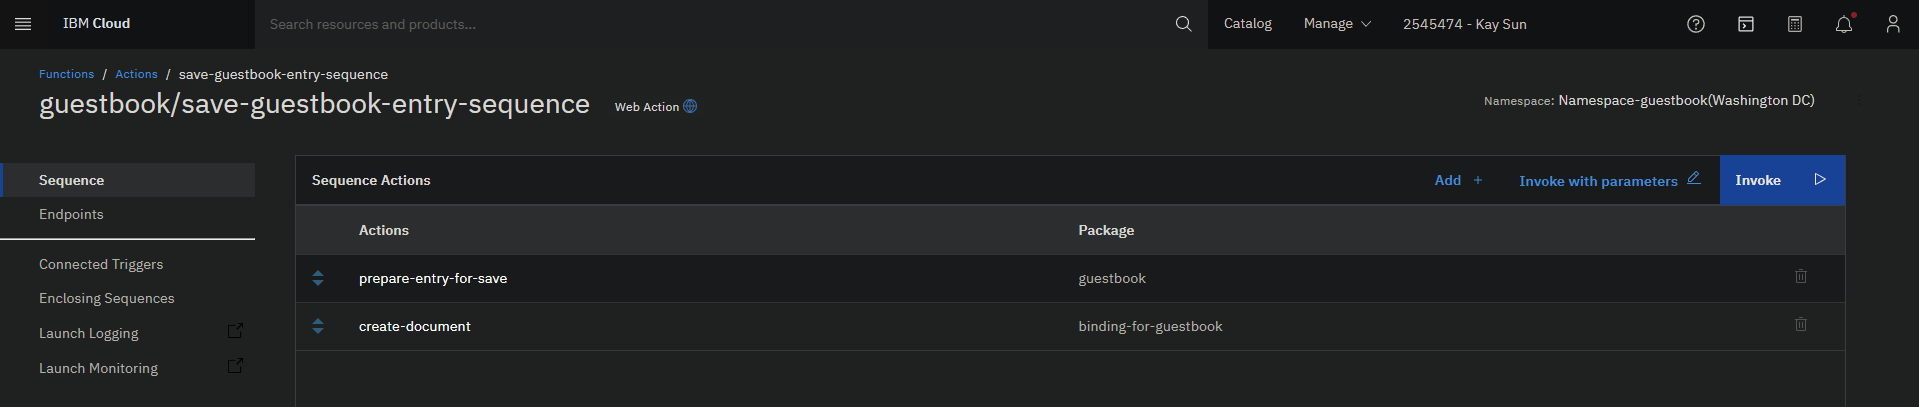 IBM Cloud
Search resources and products...
Catalog
Manage
2545474 - Kay Sun
Functions / Actions / save-guestbook-entry-sequence
guestbook/save-guestbook-entry-sequence
Web Action
Namespace: Namespace-guestbook(Washington DC)
Sequence
Endpoints
Connected Triggers
Enclosing Sequences
Launch Logging
Launch Monitoring
Sequence Actions
Add +
Invoke with parameters
Invoke
Actions
Package
prepare-entry-for-save
guestbook
create-document
binding-for-guestbook